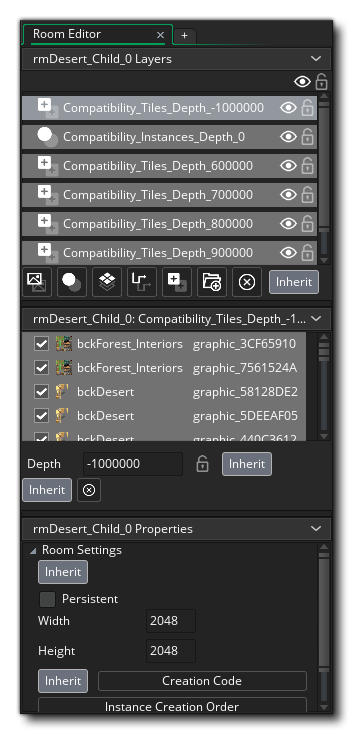 Room Editor × +
rmDesert_Child_0 Layers
Compatibility_Tiles_Depth_-1000000
Compatibility_Instances_Depth_0
Compatibility_Tiles_Depth_600000
Compatibility_Tiles_Depth_700000
Compatibility_Tiles_Depth_800000
Compatibility_Tiles_Depth_900000
Inherit
rmDesert_Child_0: Compatibility_Tiles_Depth_-1...
bckForest_Interiors graphic_3CF65910
bckForest_Interiors graphic_7561524A
bckDesert graphic_58128DE2
bckDesert graphic_5DEEAF05
bckDesert graphic_440C3612
Depth -1000000 Inherit
Inherit
rmDesert_Child_0 Properties
Room Settings
Inherit
Persistent
Width 2048
Height 2048
Inherit Creation Code
Instance Creation Order